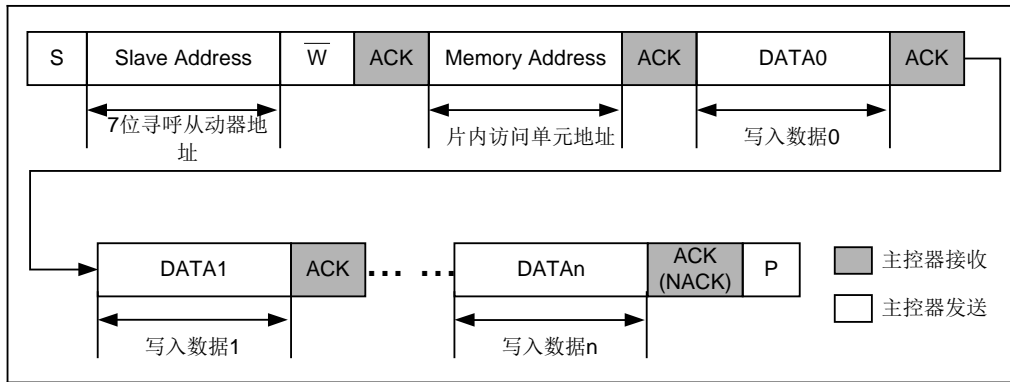 S Slave Address W̅ ACK Memory Address ACK DATA0 ACK
7位寻呼从动器地
址
片内访问单元地址
写入数据0
DATA1 ACK ... ... DATAn ACK
(NACK) P
主控器接收
主控器发送
写入数据1
写入数据n